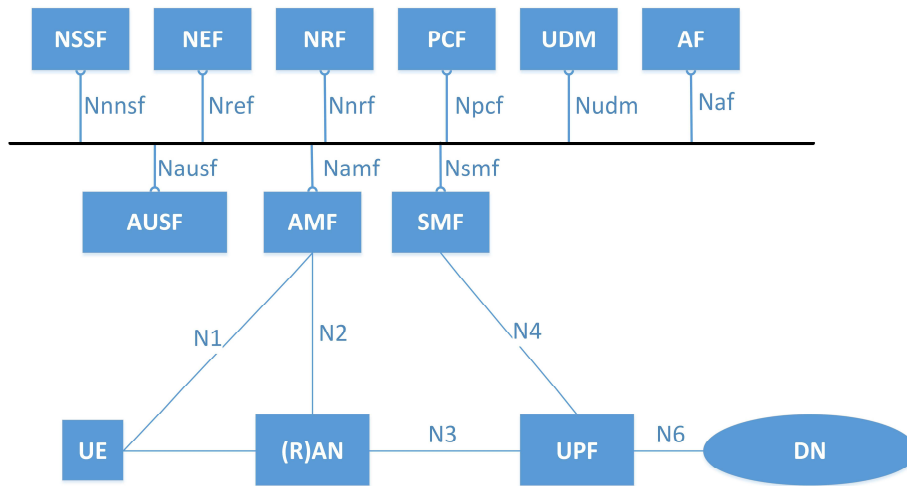 NSSF NEF NRF PCF UDM AF
Nnnsf Nref Nnrf Npcf Nudm Naf
Nausf Namf Nsmf
AUSF AMF SMF
N1 N2 N4
N3 N6
UE (R)AN UPF DN